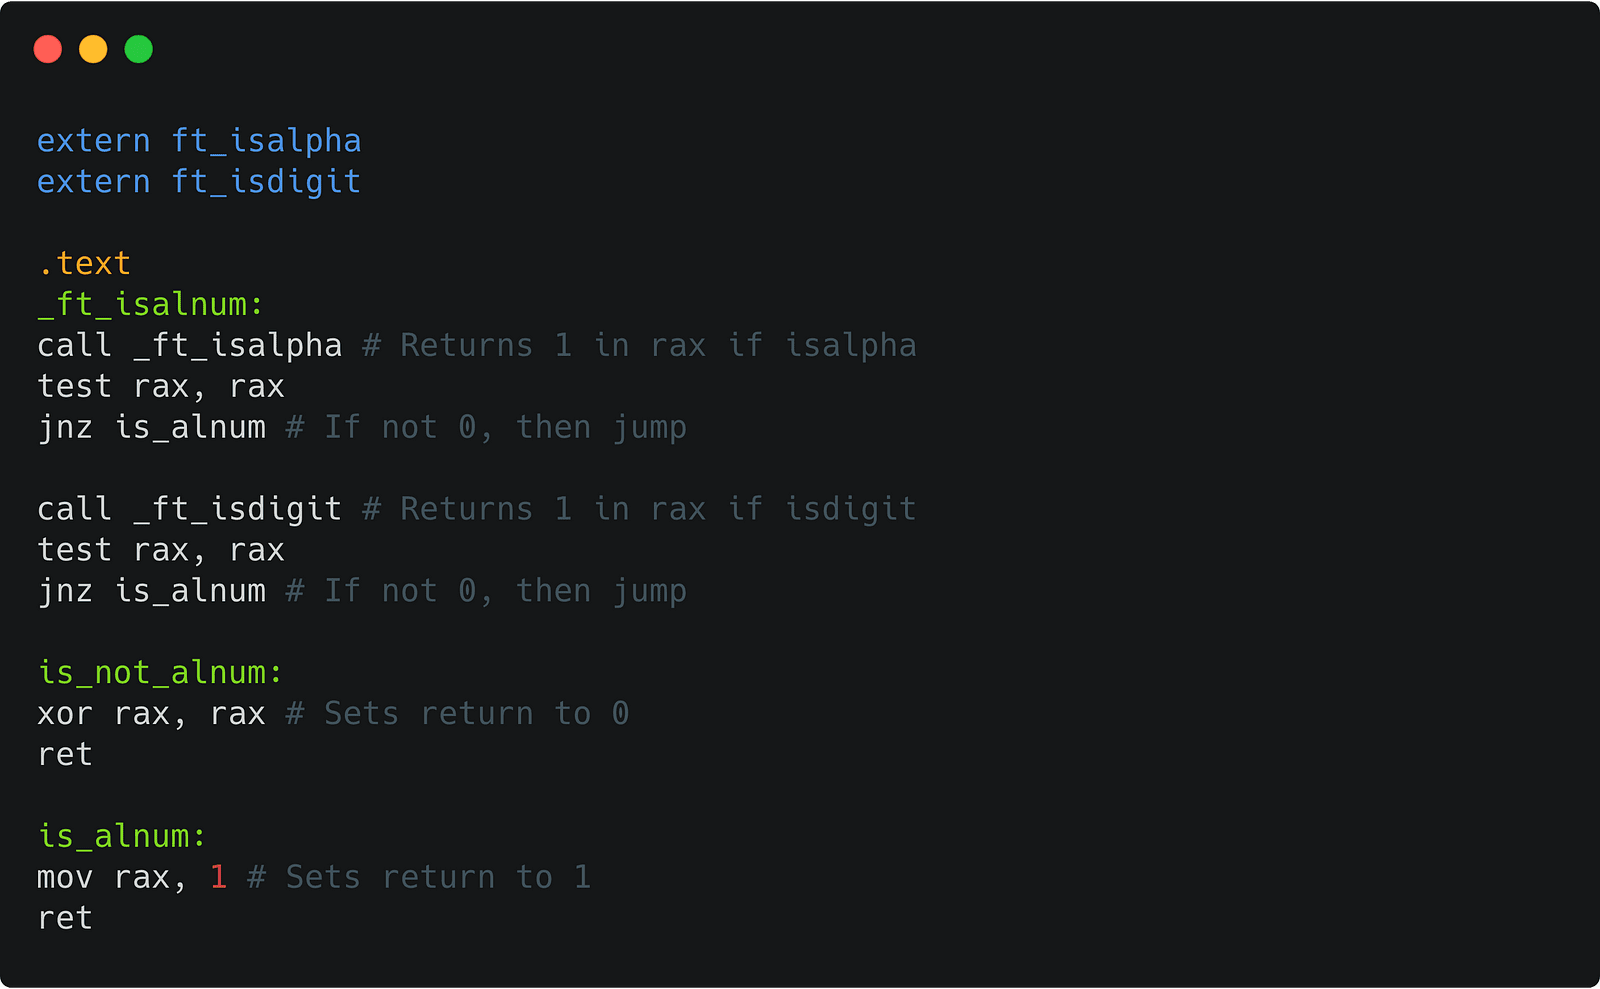 extern ft_isalpha
extern ft_isdigit
.text
_ft_isalnum:
call _ft_isalpha # Returns 1 in rax if isalpha
test rax, rax
jnz is_alnum # If not 0, then jump
call _ft_isdigit # Returns 1 in rax if isdigit
test rax, rax
jnz is_alnum # If not 0, then jump
is_not_alnum:
xor rax, rax # Sets return to 0
ret
is_alnum:
mov rax, 1 # Sets return to 1
ret